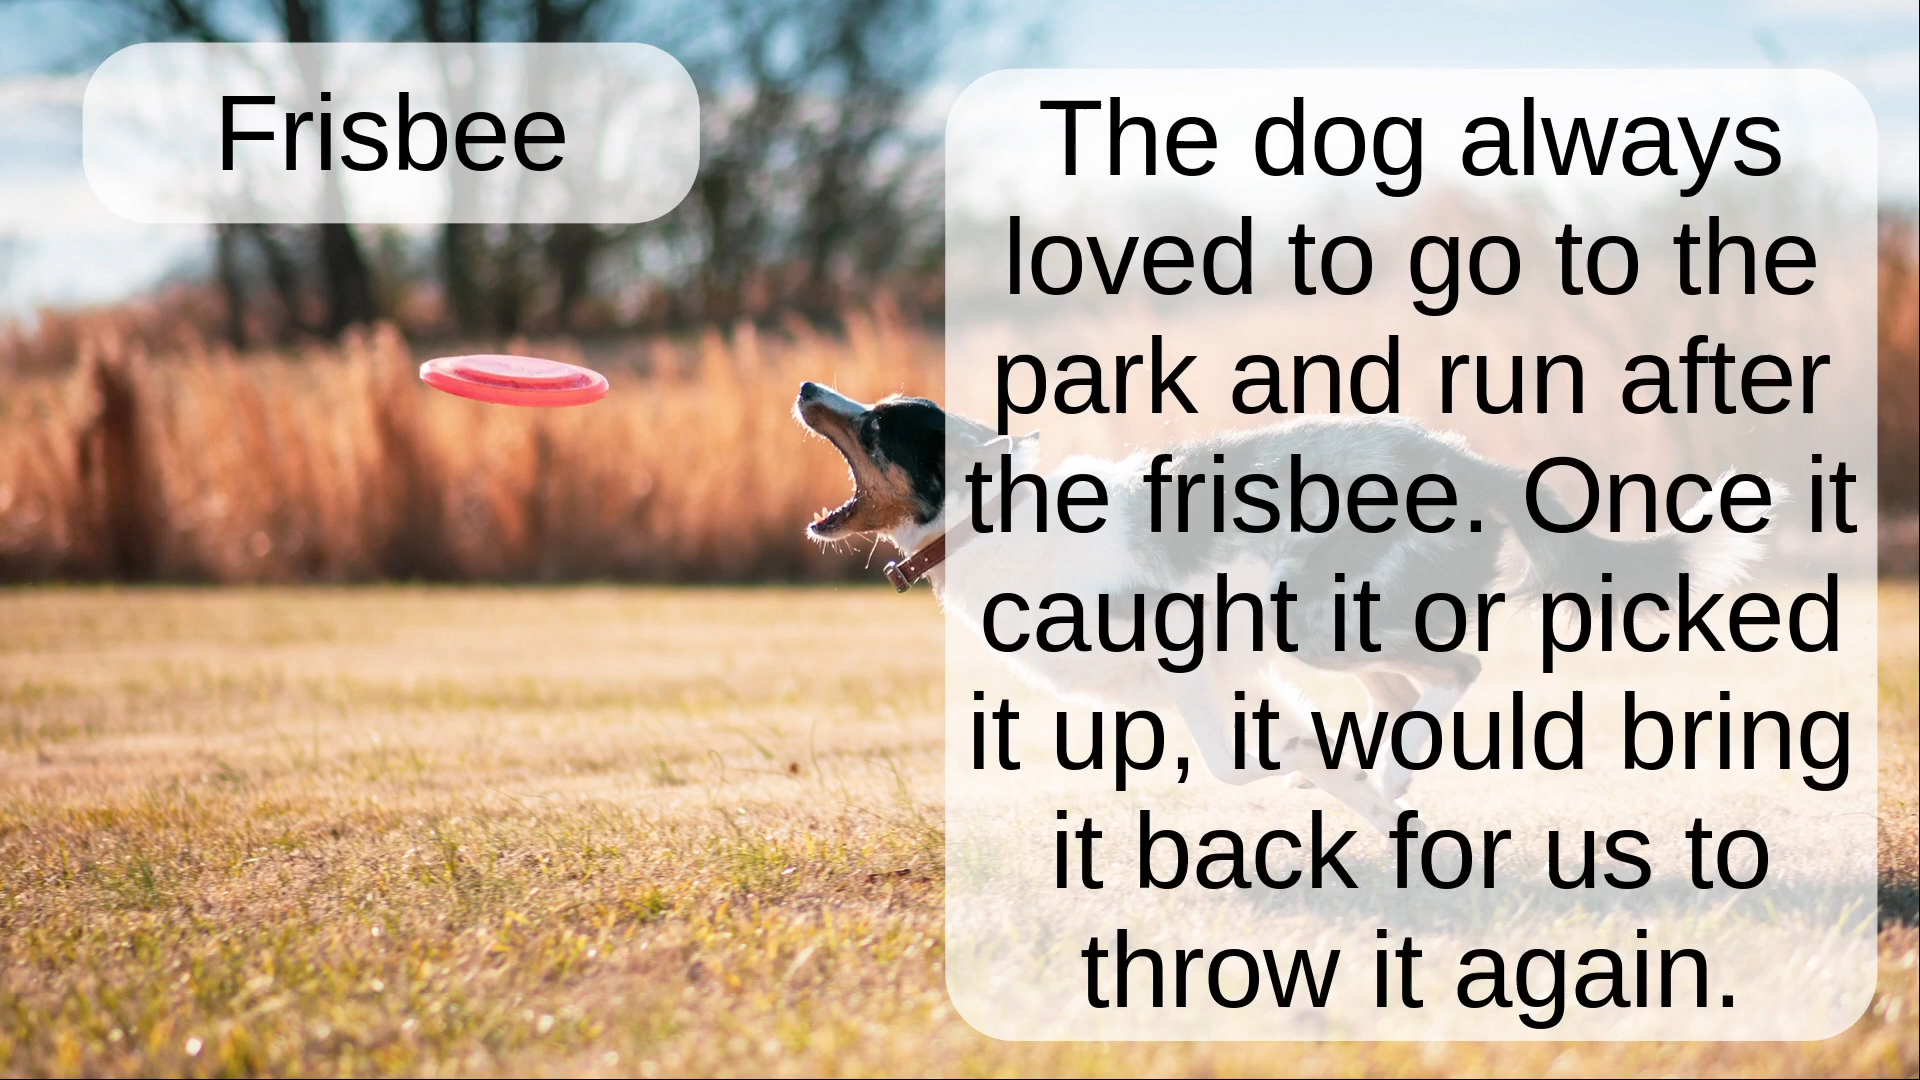 Frisbee
The dog always
loved to go to the
park and run after
the frisbee. Once it
caught it or picked
it up, it would bring
it back for us to
throw it again.